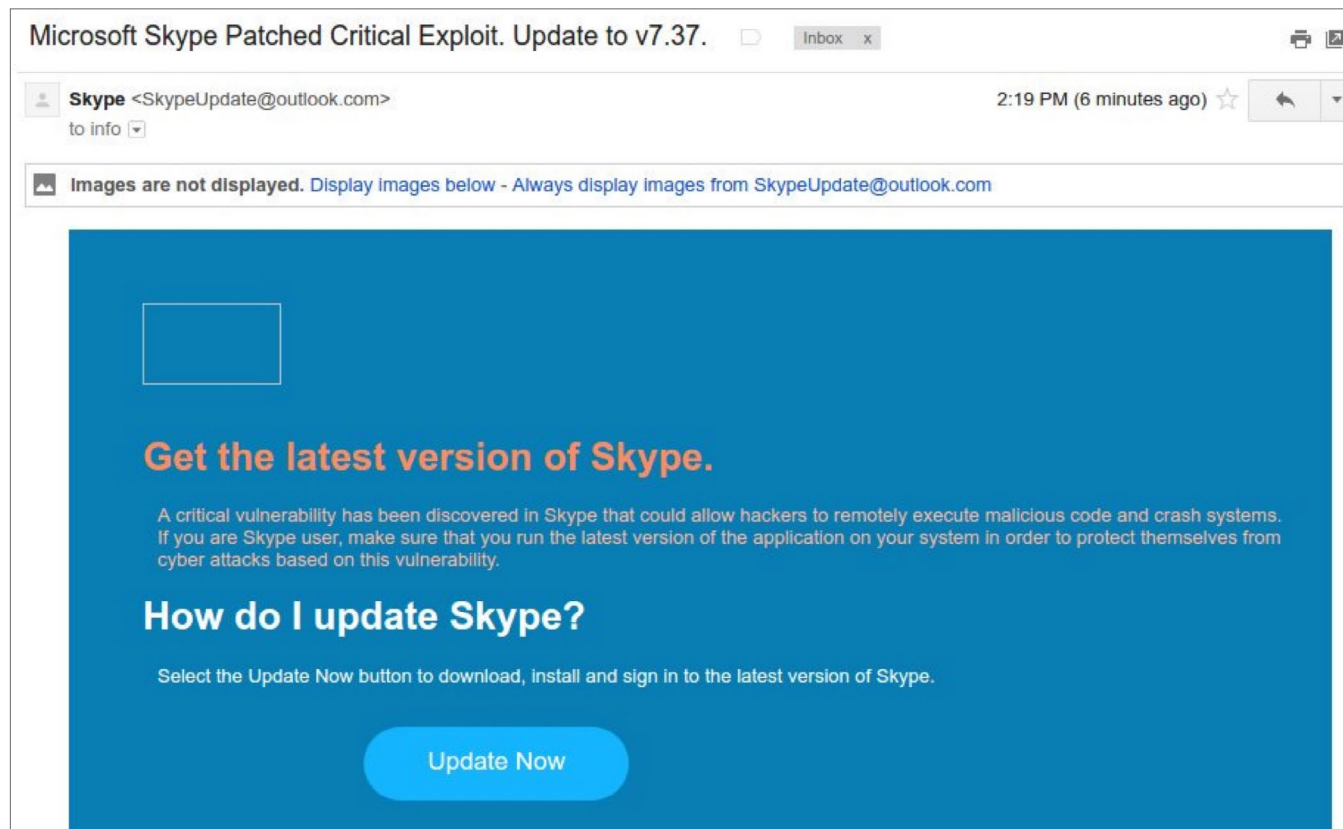 Microsoft Skype Patched Critical Exploit. Update to v7.37.
Inbox x
Skype <SkypeUpdate@outlook.com>
2:19 PM (6 minutes ago)
to info
Images are not displayed. Display images below - Always display images from SkypeUpdate@outlook.com
Get the latest version of Skype.
A critical vulnerability has been discovered in Skype that could allow hackers to remotely execute malicious code and crash systems.
If you are Skype user, make sure that you run the latest version of the application on your system in order to protect themselves from
cyber attacks based on this vulnerability.
How do I update Skype?
Select the Update Now button to download, install and sign in to the latest version of Skype.
Update Now